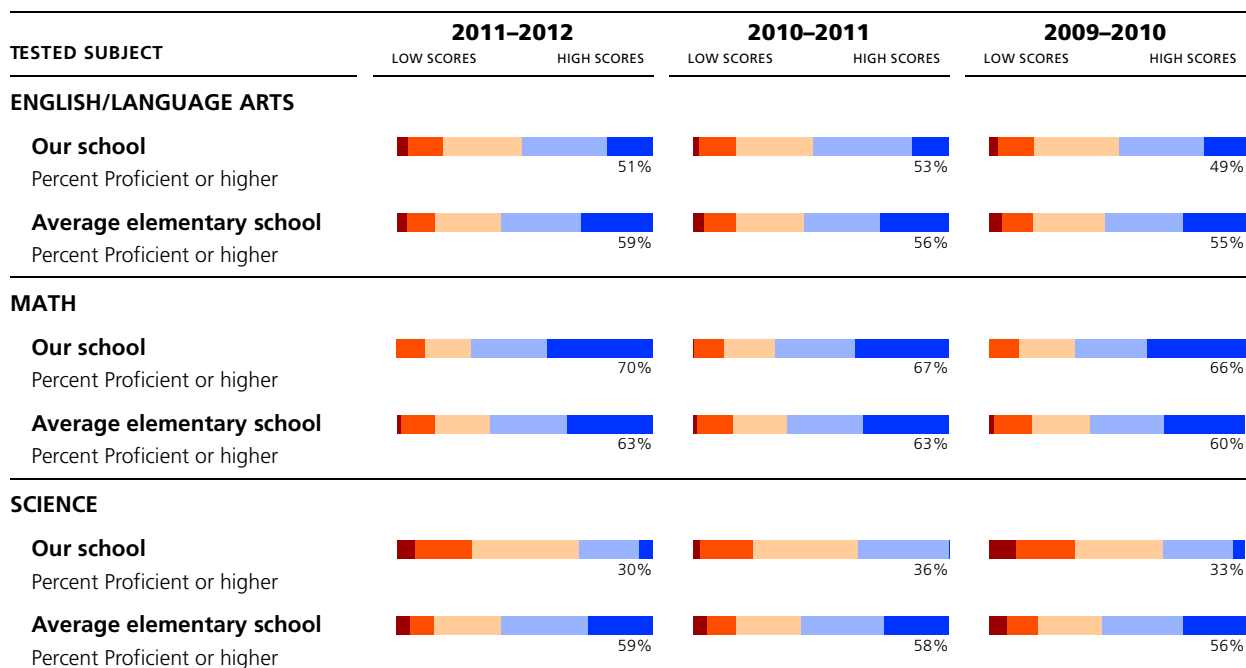 2011–2012 2010–2011 2009–2010
TESTED SUBJECT LOW SCORES HIGH SCORES LOW SCORES HIGH SCORES LOW SCORES HIGH SCORES
ENGLISH/LANGUAGE ARTS
Our school
Percent Proficient or higher 51% 53% 49%
Average elementary school
Percent Proficient or higher 59% 56% 55%
MATH
Our school
Percent Proficient or higher 70% 67% 66%
Average elementary school
Percent Proficient or higher 63% 63% 60%
SCIENCE
Our school
Percent Proficient or higher 30% 36% 33%
Average elementary school
Percent Proficient or higher 59% 58% 56%